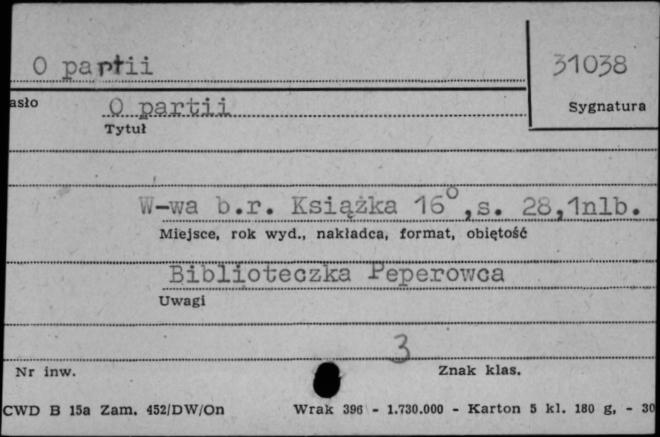 O partii
31038
asło
O partii
Sygnatura
Tytuł
W-wa b.r. Książka 16°,s. 28,1nlb.
Miejsce, rok wyd., nakładca, format, objętość
Biblioteczka Peperowca
Uwagi
3
Nr inw.
Znak klas.
CWD B 15a Zam. 452/DW/On
Wrak 396 - 1.730.000 - Karton 5 kl. 180 g, - 30